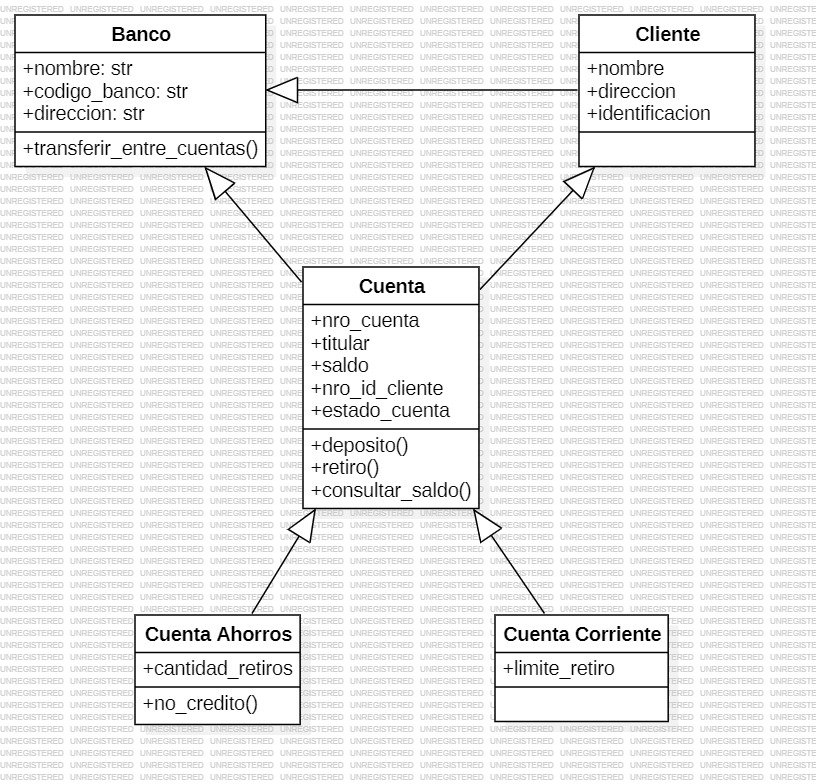 Banco
+nombre: str
+codigo_banco: str
+direccion: str
+transferir_entre_cuentas()
Cliente
+nombre
+direccion
+identificacion
Cuenta
+nro_cuenta
+titular
+saldo
+nro_id_cliente
+estado_cuenta
+deposito()
+retiro()
+consultar_saldo()
Cuenta Ahorros
+cantidad_retiros
+no_credito()
Cuenta Corriente
+limite_retiro
UNREGISTERED